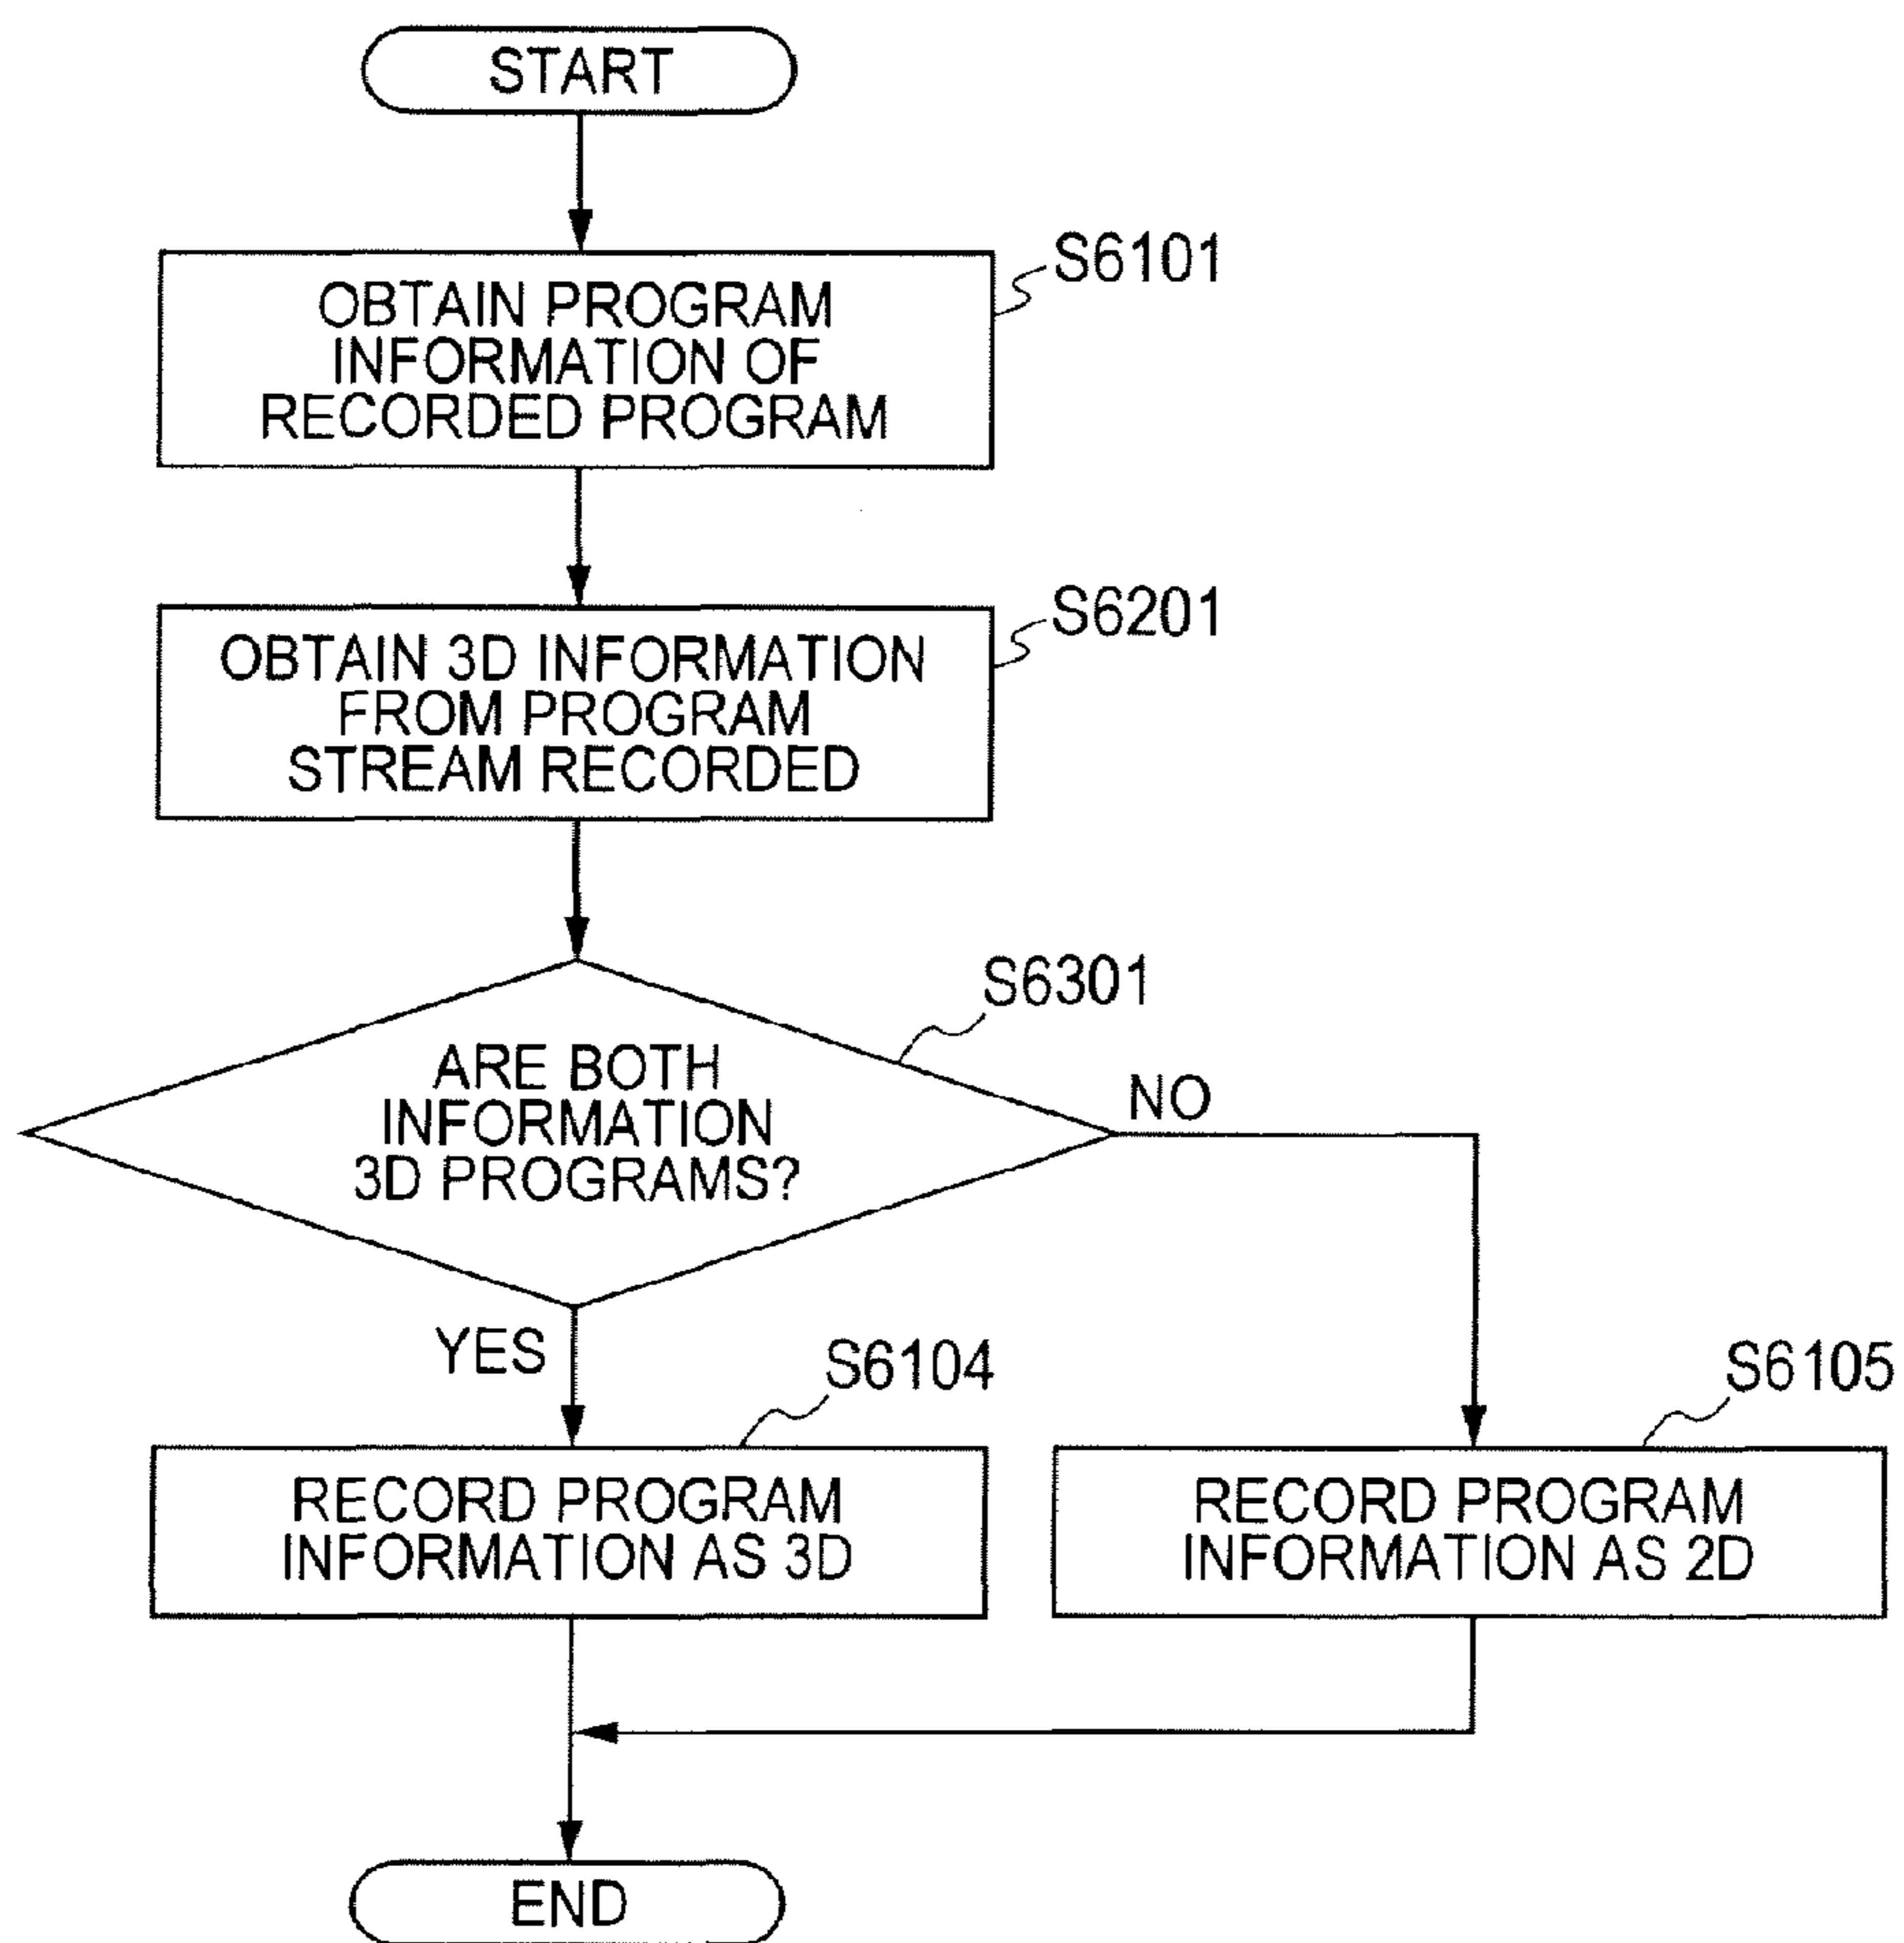 START
S6101
OBTAIN PROGRAM
INFORMATION OF
RECORDED PROGRAM
S6201
OBTAIN 3D INFORMATION
FROM PROGRAM
STREAM RECORDED
S6301
ARE BOTH
INFORMATION
3D PROGRAMS?
NO
YES
S6104
S6105
RECORD PROGRAM
INFORMATION AS 3D
RECORD PROGRAM
INFORMATION AS 2D
END